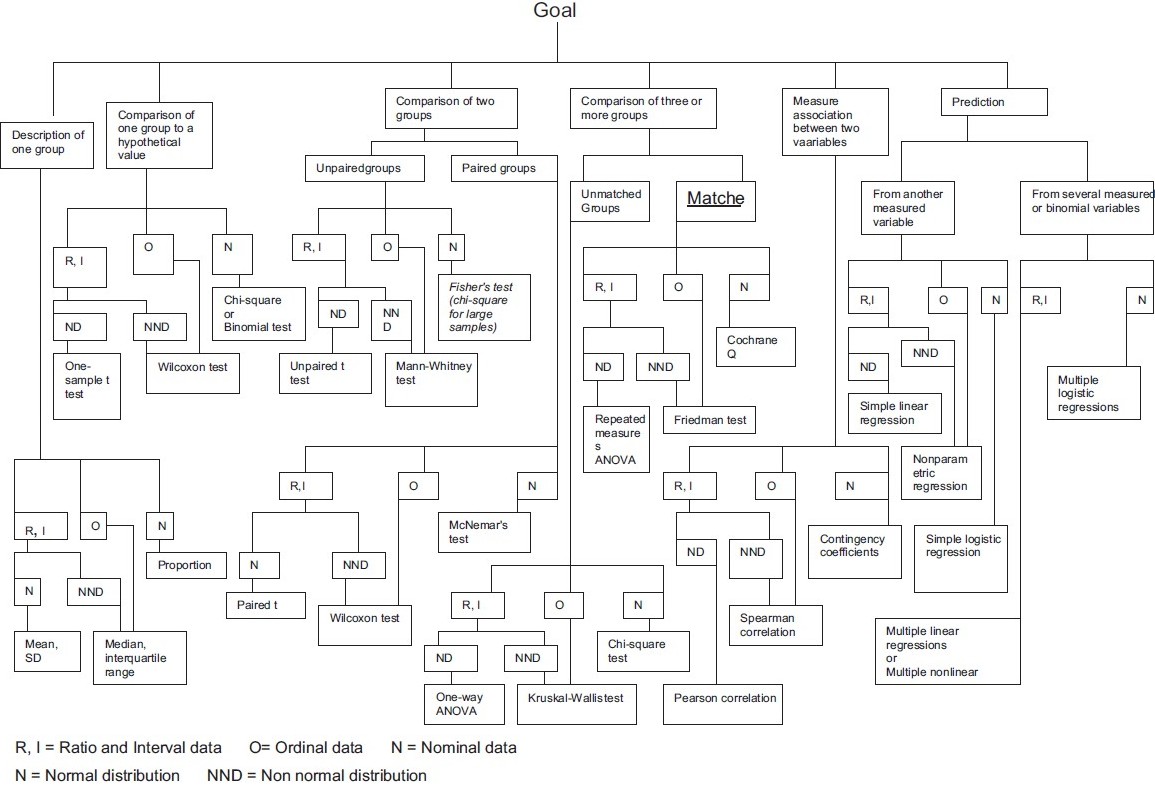 Goal
Description of
one group
Comparison of
one group to a
hypothetical
value
Comparison of two
groups
Comparison of three or
more groups
Measure
association
between two
vaariables
Prediction
Unpairedgroups
Paired groups
Unmatched
Groups
Matche
From another
measured
variable
From several measured
or binomial variables
R, I
O
N
ND
NND
One-
sample t
test
Wilcoxon test
Chi-square
or
Binomial test
R, I
O
N
ND
NN
D
Unpaired t
test
Mann-Whitney
test
Fisher's test
(chi-square
for large
samples)
R, I
O
N
ND
NND
Repeated
measure
s
ANOVA
Friedman test
Cochrane
Q
R,I
O
N
ND
NND
Simple linear
regression
Nonparam
etric
regression
Simple logistic
regression
R,I
N
Multiple
logistic
regressions
Multiple linear
regressions
or
Multiple nonlinear
R, I
O
N
N
NND
Mean,
SD
Median,
interquartile
range
Proportion
R,I
O
N
N
NND
Paired t
Wilcoxon test
McNemar's
test
R, I
O
N
ND
NND
One-way
ANOVA
Kruskal-Wallistest
Chi-square
test
R, I
O
N
ND
NND
Pearson correlation
Spearman
correlation
Contingency
coefficients
R, I = Ratio and Interval data O= Ordinal data N = Nominal data
N = Normal distribution NND = Non normal distribution